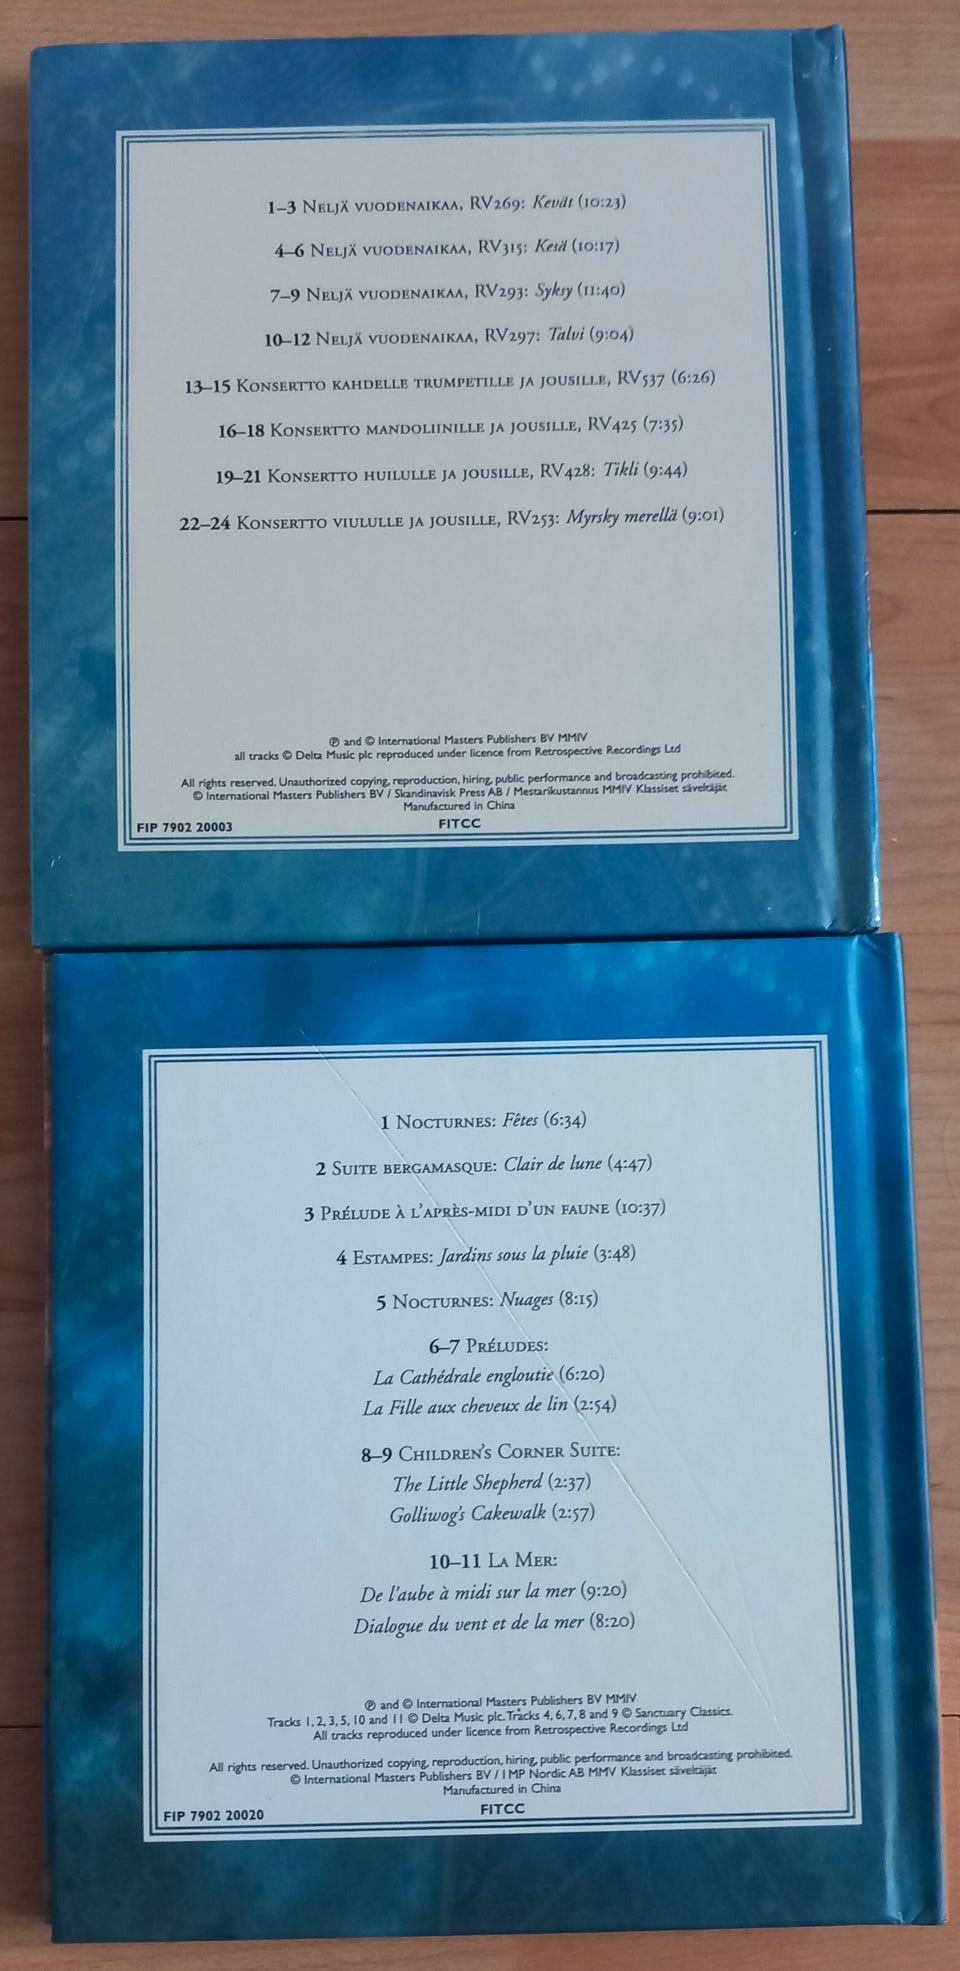 1–3 Neljä vuodenaikaa, RV269: Kevät (10:23)
4–6 Neljä vuodenaikaa, RV315: Kesä (10:17)
7–9 Neljä vuodenaikaa, RV293: Syksy (11:40)
10–12 Neljä vuodenaikaa, RV297: Talvi (9:04)
13–15 Konsertto kahdelle trumpetille ja jousille, RV537 (6:26)
16–18 Konsertto mandoliinille ja jousille, RV425 (7:35)
19–21 Konsertto huilulle ja jousille, RV428: Tikli (9:44)
22–24 Konsertto viululle ja jousille, RV253: Myrsky merellä (9:01)
℗ and © International Masters Publishers BV MMIV
all tracks © Delta Music plc reproduced under licence from Retrospective Recordings Ltd
All rights reserved. Unauthorized copying, reproduction, hiring, public performance and broadcasting prohibited.
© International Masters Publishers BV / Skandinavisk Press AB / Mestarikustannus MMIV Klassiset säveltäjät
Manufactured in China
FIP 7902 20003 FITCC
1 Nocturnes: Fêtes (6:34)
2 Suite bergamasque: Clair de lune (4:47)
3 Prélude à l'après-midi d'un faune (10:37)
4 Estampes: Jardins sous la pluie (3:48)
5 Nocturnes: Nuages (8:15)
6–7 Préludes:
La Cathédrale engloutie (6:20)
La Fille aux cheveux de lin (2:54)
8–9 Children's Corner Suite:
The Little Shepherd (2:37)
Golliwog's Cakewalk (2:57)
10–11 La Mer:
De l'aube à midi sur la mer (9:20)
Dialogue du vent et de la mer (8:20)
℗ and © International Masters Publishers BV MMIV
Tracks 1, 2, 3, 5, 10 and 11 © Delta Music plc. Tracks 4, 6, 7, 8 and 9 © Sanctuary Classics.
All tracks reproduced under licence from Retrospective Recordings Ltd
All rights reserved. Unauthorized copying, reproduction, hiring, public performance and broadcasting prohibited.
© International Masters Publishers BV / IMP Nordic AB MMV Klassiset säveltäjät
Manufactured in China
FIP 7902 20020 FITCC